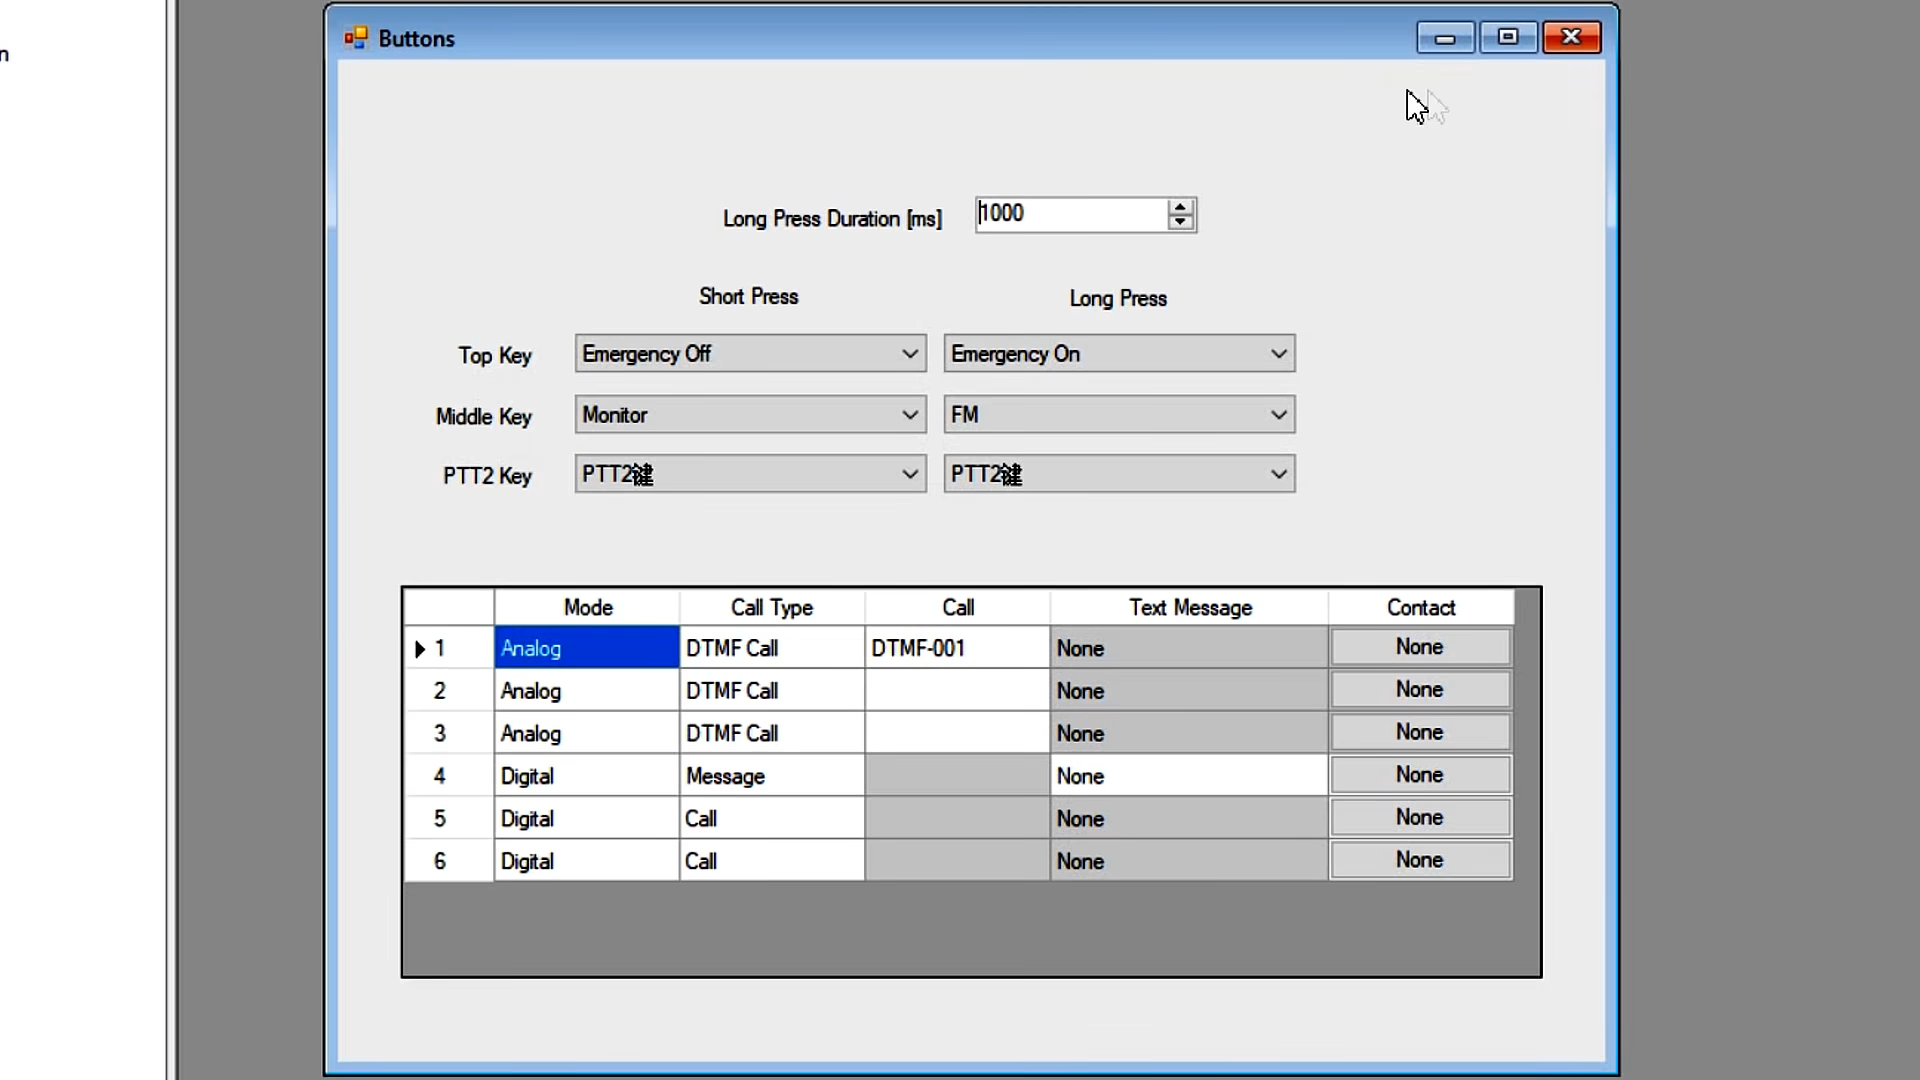 n
Buttons
Long Press Duration [ms] 1000
Short Press Long Press
Top Key Emergency Off Emergency On
Middle Key Monitor FM
PTT2 Key PTT2键 PTT2键
Mode Call Type Call Text Message Contact
1 Analog DTMF Call DTMF-001 None None
2 Analog DTMF Call None None
3 Analog DTMF Call None None
4 Digital Message None None
5 Digital Call None None
6 Digital Call None None